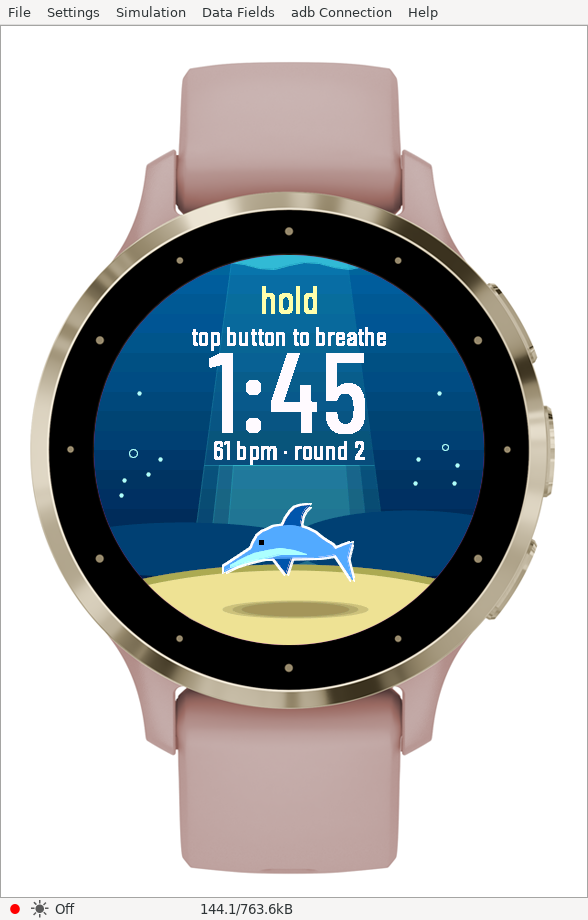 File Settings Simulation Data Fields adb Connection Help
hold
top button to breathe
1:45
61 bpm · round 2
Off 144.1/763.6kB